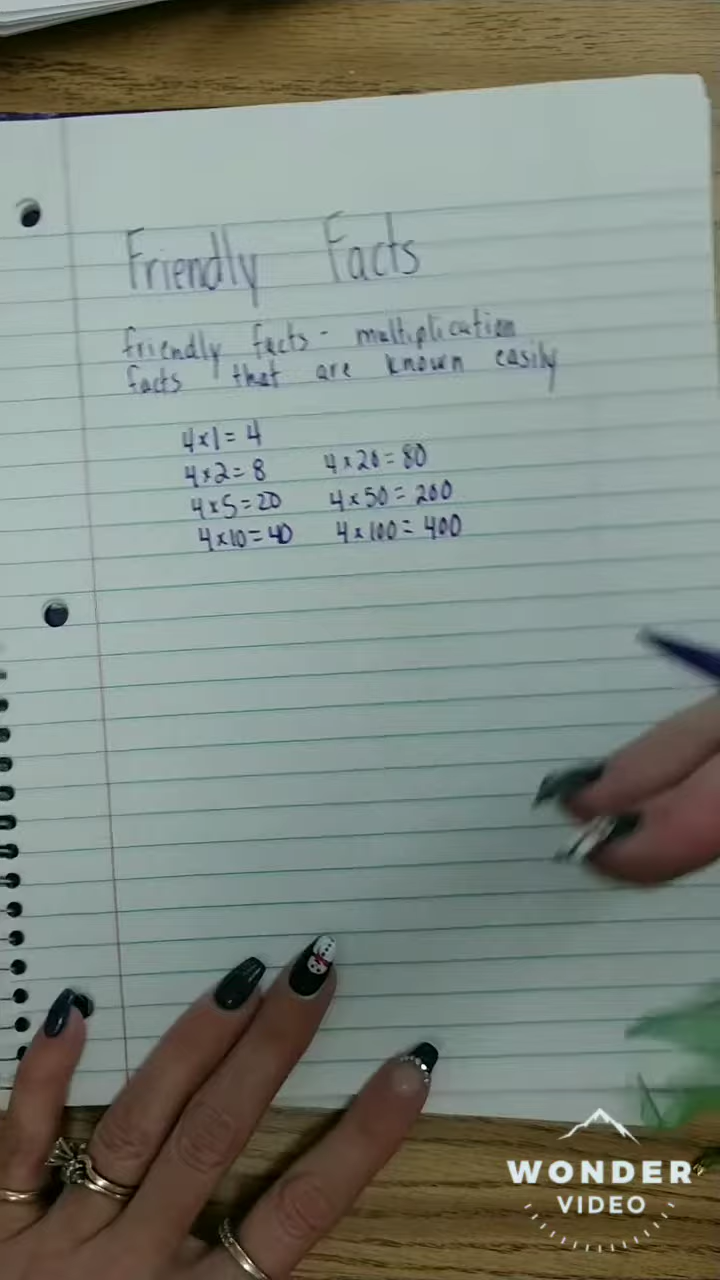 Friendly Facts
friendly facts - multiplication
facts that are known easily
4x1=4
4x2=8 4x20=80
4x5=20 4x50=200
4x10=40 4x100=400
WONDER
VIDEO